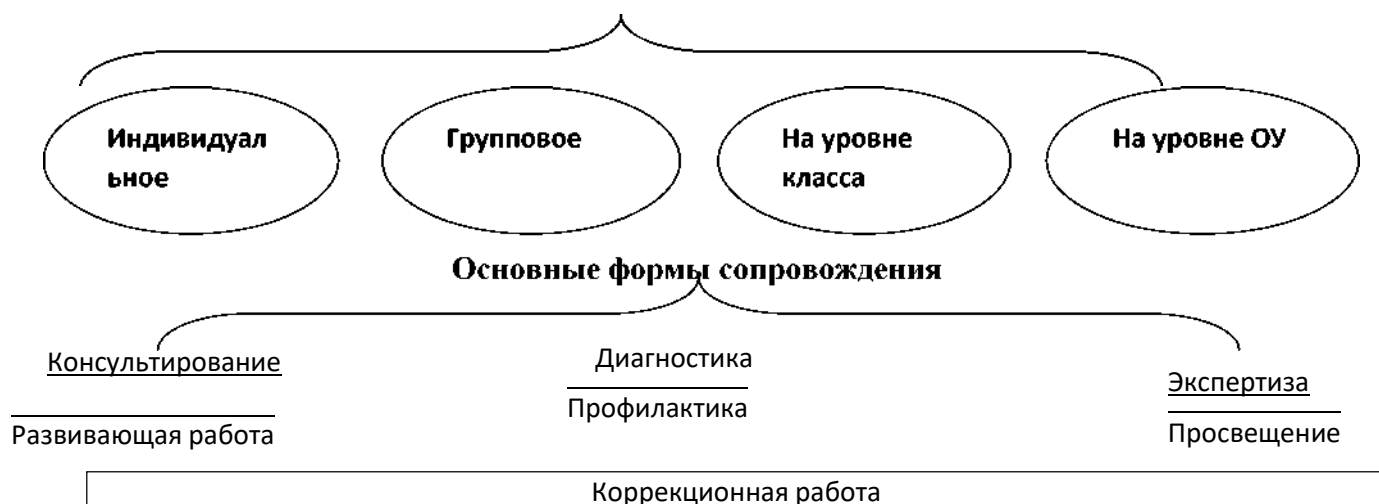 Индивидуал
ьное
Групповое
На уровне
класса
На уровне ОУ
Основные формы сопровождения
Консультирование
Диагностика
Экспертиза
Развивающая работа
Профилактика
Просвещение
Коррекционная работа